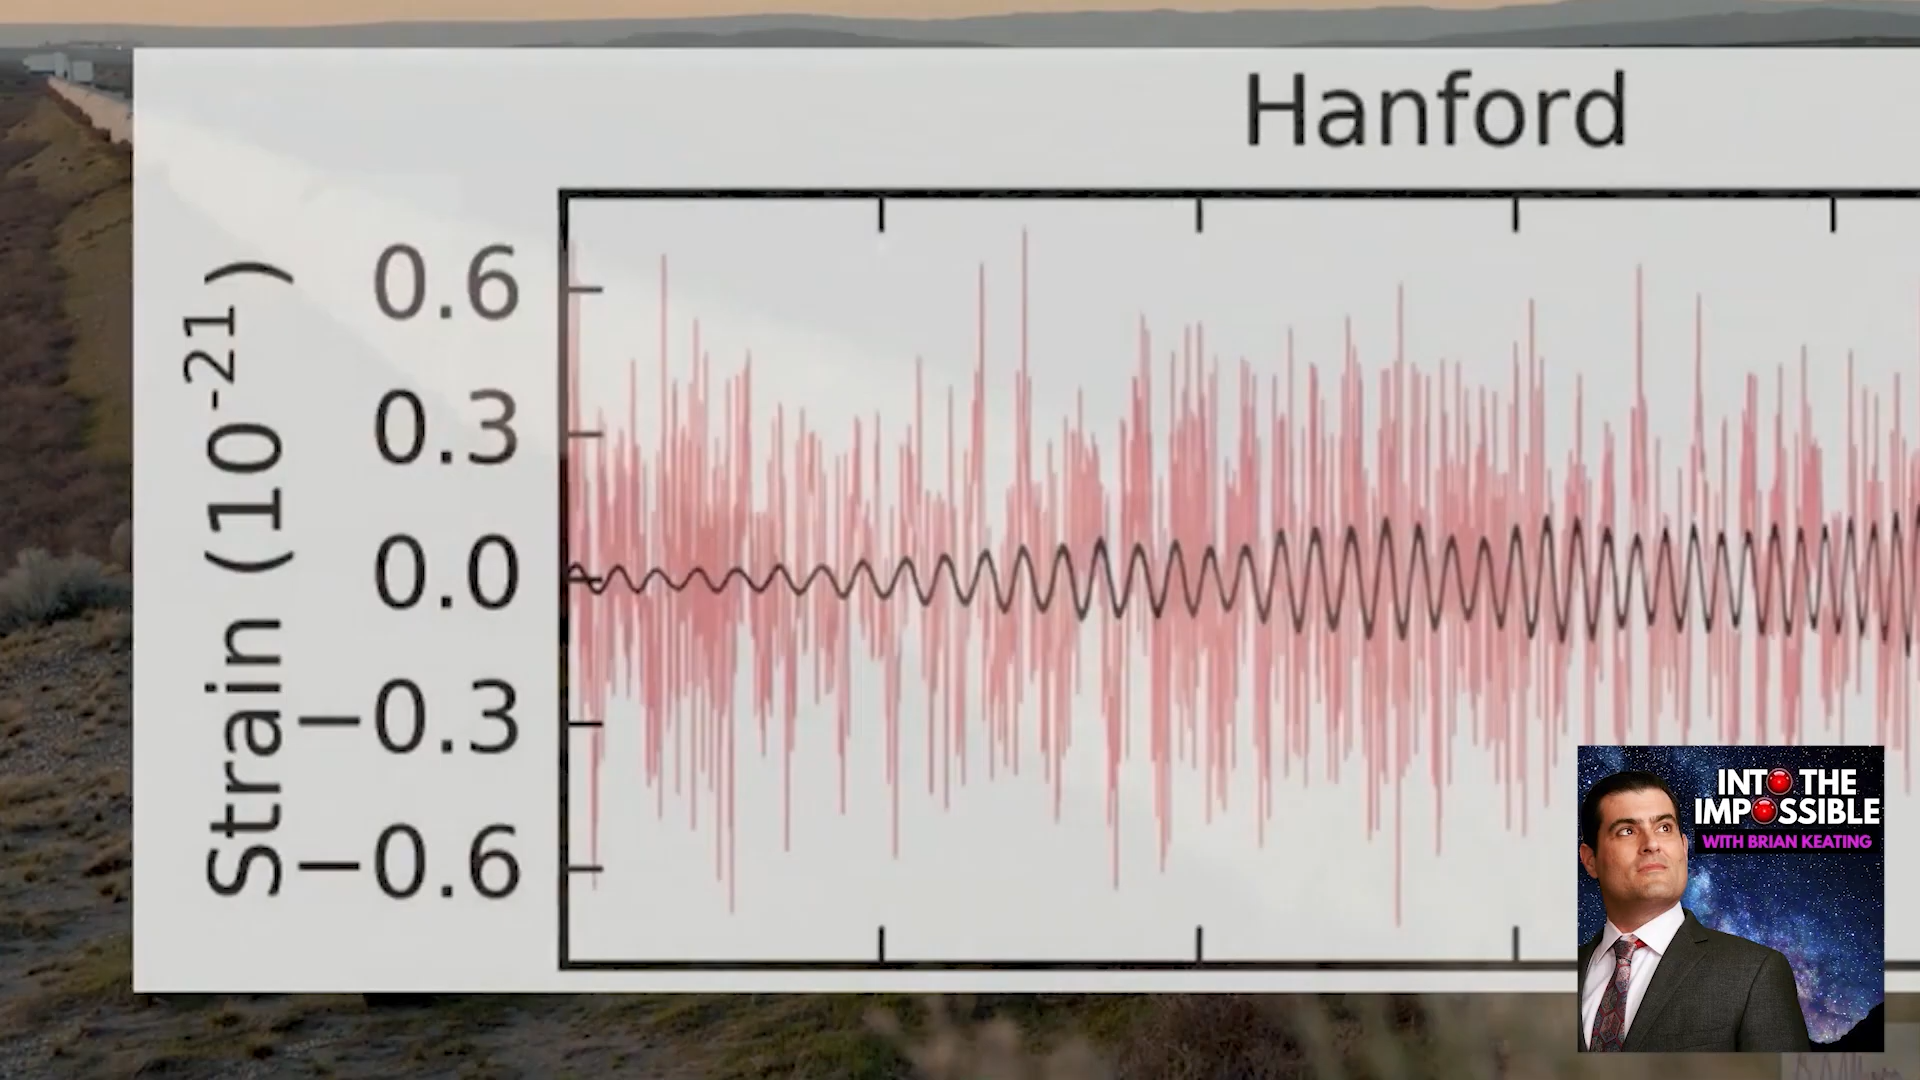 Hanford
Strain (10⁻²¹)
0.6
0.3
0.0
−0.3
−0.6
INTO THE
IMPOSSIBLE
WITH BRIAN KEATING